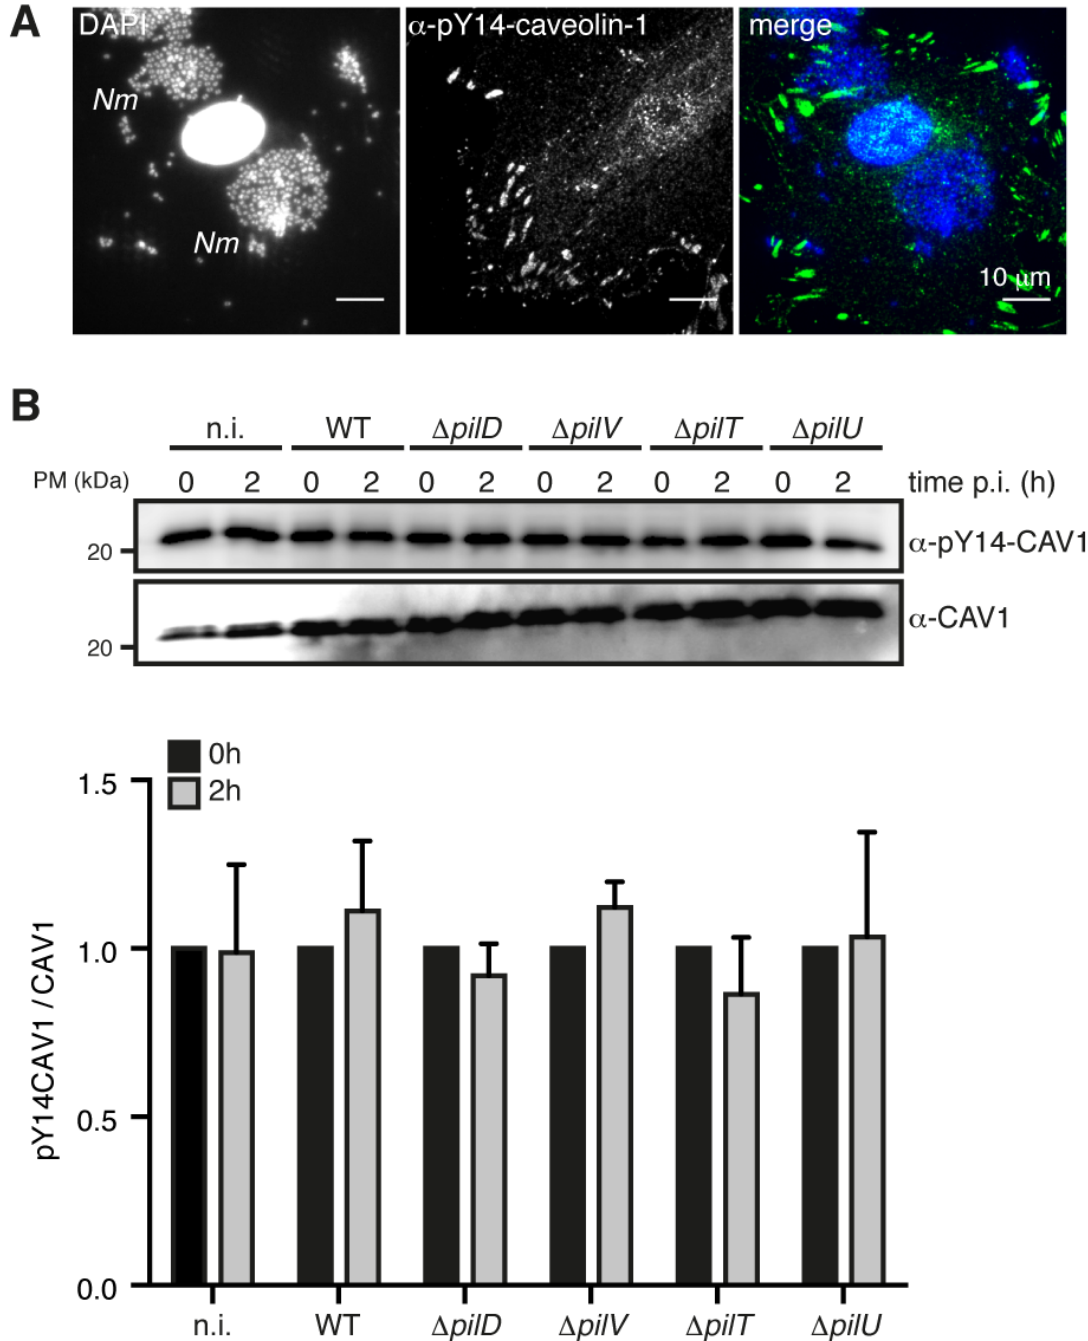 A
DAPI
α-pY14-caveolin-1
merge
Nm
Nm
10 μm
B
n.i. WT ΔpilD ΔpilV ΔpilT ΔpilU
PM (kDa) 0 2 0 2 0 2 0 2 0 2 0 2 time p.i. (h)
20
α-pY14-CAV1
20
α-CAV1
0h
2h
1.5
1.0
0.5
0.0
pY14CAV1 / CAV1
n.i. WT ΔpilD ΔpilV ΔpilT ΔpilU